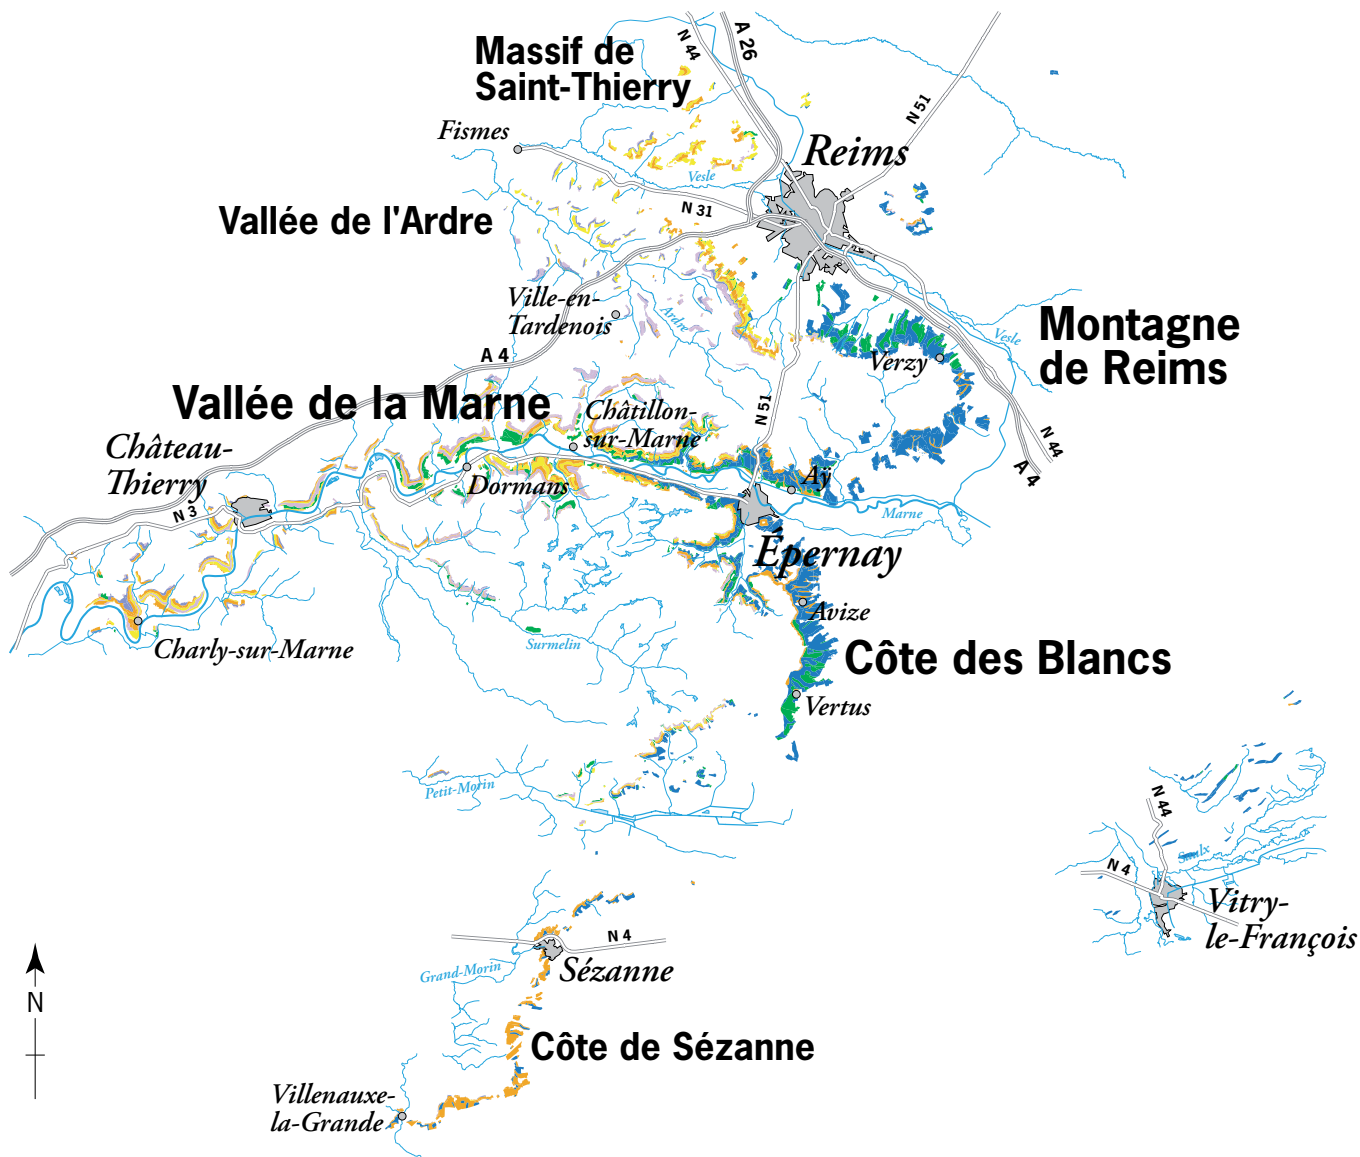 N 44
A 26
Massif de
Saint-Thierry
N 51
Fismes
Reims
Vesle
Vallée de l'Ardre
N 31
Ville-en-
Tardenois
Ardre
Montagne
de Reims
Vesle
A 4
Verzy
Vallée de la Marne
Châtillon-
sur-Marne
N 51
Château-
Thierry
N 44
A 4
Dormans
Aÿ
N 3
Marne
Épernay
Avize
Charly-sur-Marne
Surmelin
Côte des Blancs
Vertus
Petit-Morin
N 44
Saulx
N 4
Vitry-
le-François
N 4
Sézanne
Grand-Morin
N
Côte de Sézanne
Villenauxe-
la-Grande